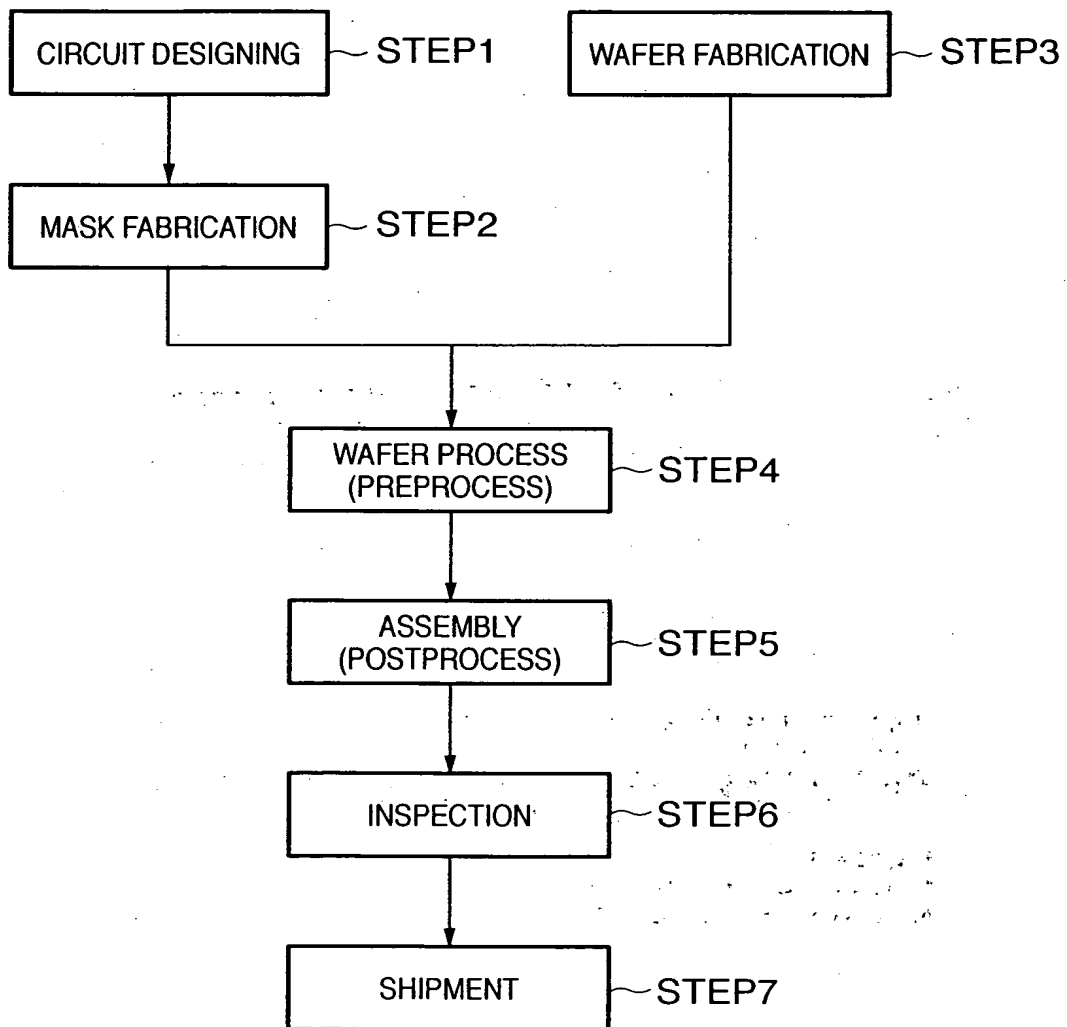 CIRCUIT DESIGNING STEP1
WAFER FABRICATION STEP3
MASK FABRICATION STEP2
WAFER PROCESS
(PREPROCESS)
STEP4
ASSEMBLY
(POSTPROCESS)
STEP5
INSPECTION STEP6
SHIPMENT STEP7